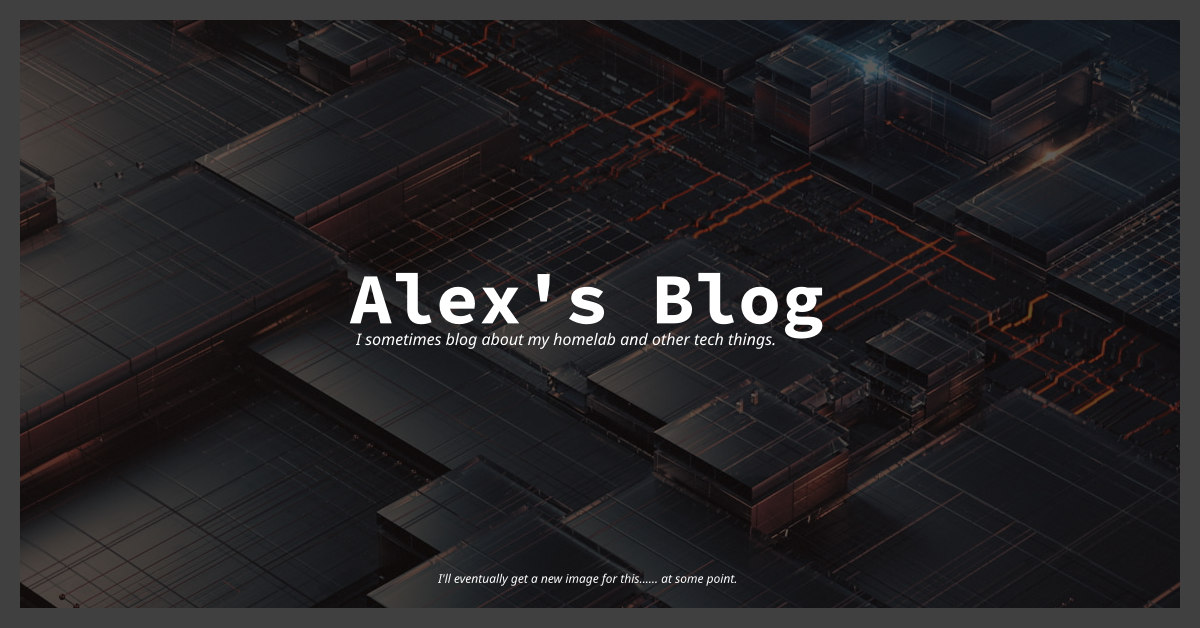 Alex's Blog
I sometimes blog about my homelab and other tech things.
I'll eventually get a new image for this...... at some point.